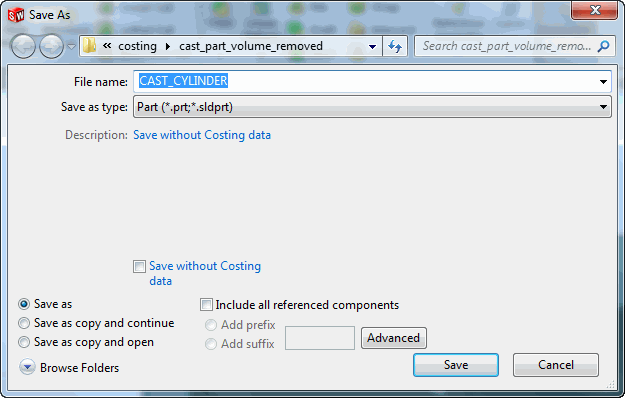 SW Save As
« costing ▸ cast_part_volume_removed Search cast_part_volume_remo...
File name: CAST_CYLINDER
Save as type: Part (*.prt;*.sldprt)
Description: Save without Costing data
Save without Costing
data
Save as Include all referenced components
Save as copy and continue Add prefix
Save as copy and open Add suffix Advanced
Browse Folders Save Cancel